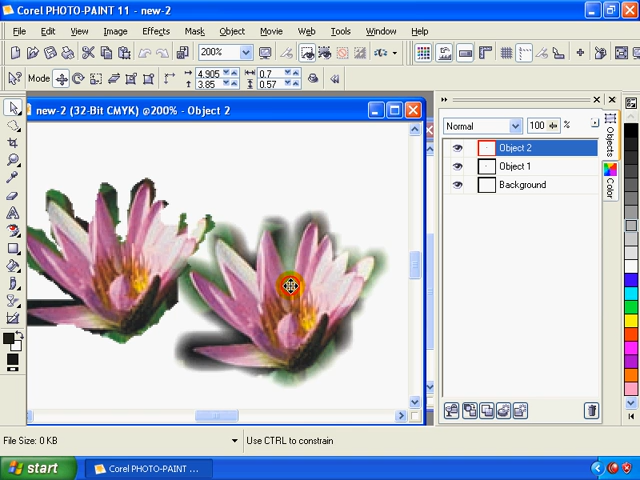 Corel PHOTO-PAINT 11 - new-2
File Edit View Image Effects Mask Object Movie Web Tools Window Help
200%
Mode 4.905 3.85 0.7 0.57
new-2 (32-Bit CMYK) @200% - Object 2
Normal 100 %
Object 2
Object 1
Background
Objects
Color
File Size: 0 KB Use CTRL to constrain
start Corel PHOTO-PAINT ...